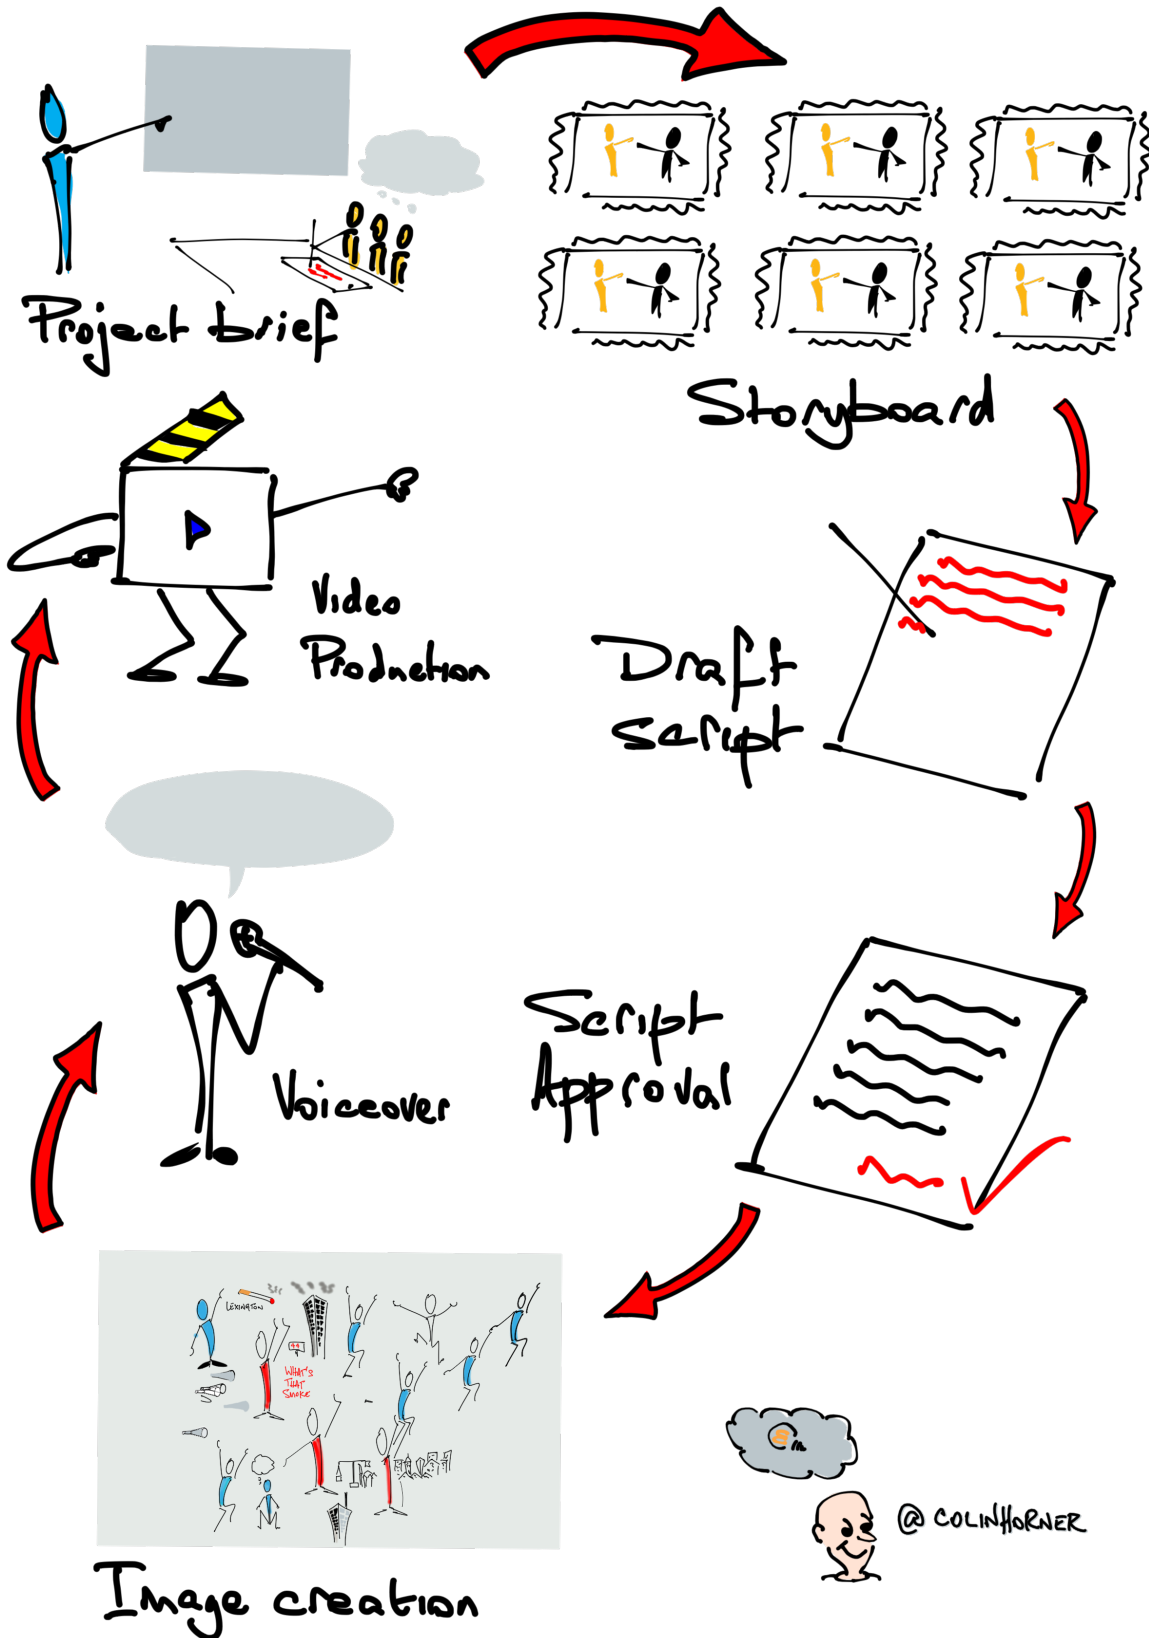 Project brief
Storyboard
Video
Production
Draft
script
Script
Approval
Voiceover
LEXINGTON
WHAT'S
THAT
SMOKE
Image creation
@COLINHORNER